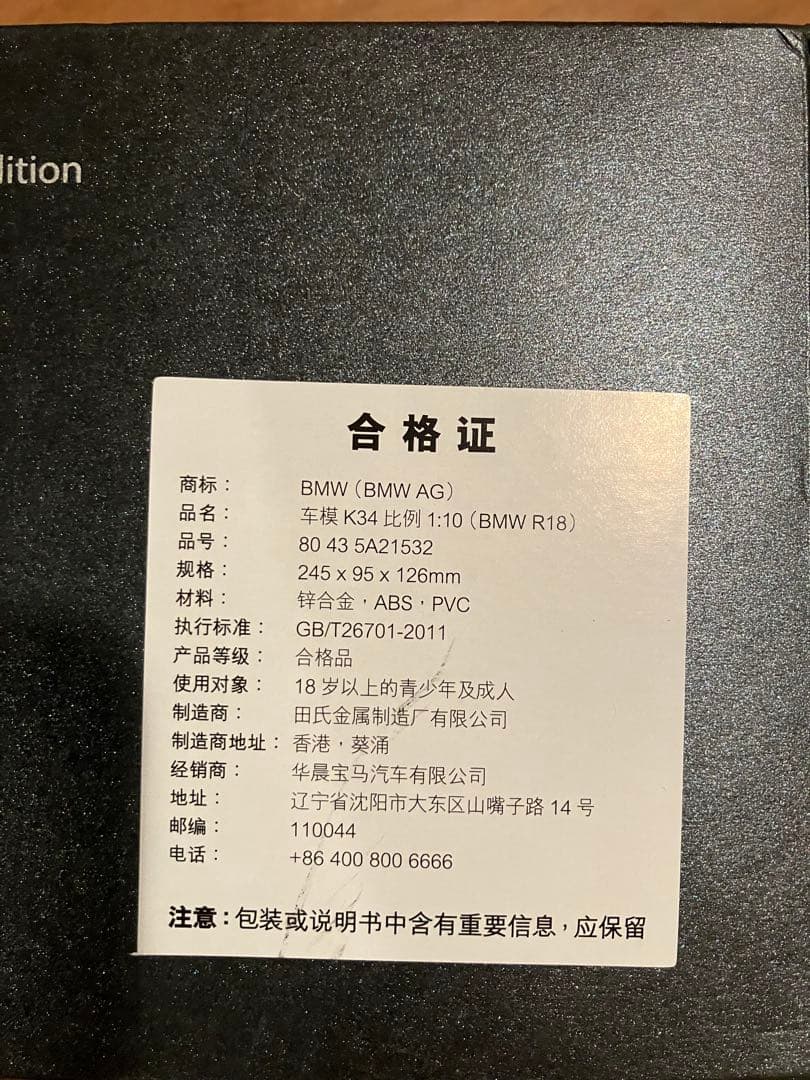 ition
合格证
商标： BMW（BMW AG）
品名： 车模 K34 比例 1:10（BMW R18）
品号： 80 43 5A21532
规格： 245 x 95 x 126mm
材料： 锌合金，ABS，PVC
执行标准： GB/T26701-2011
产品等级： 合格品
使用对象： 18 岁以上的青少年及成人
制造商： 田氏金属制造厂有限公司
制造商地址： 香港，葵涌
经销商： 华晨宝马汽车有限公司
地址： 辽宁省沈阳市大东区山嘴子路 14 号
邮编： 110044
电话： +86 400 800 6666
注意：包装或说明书中含有重要信息，应保留